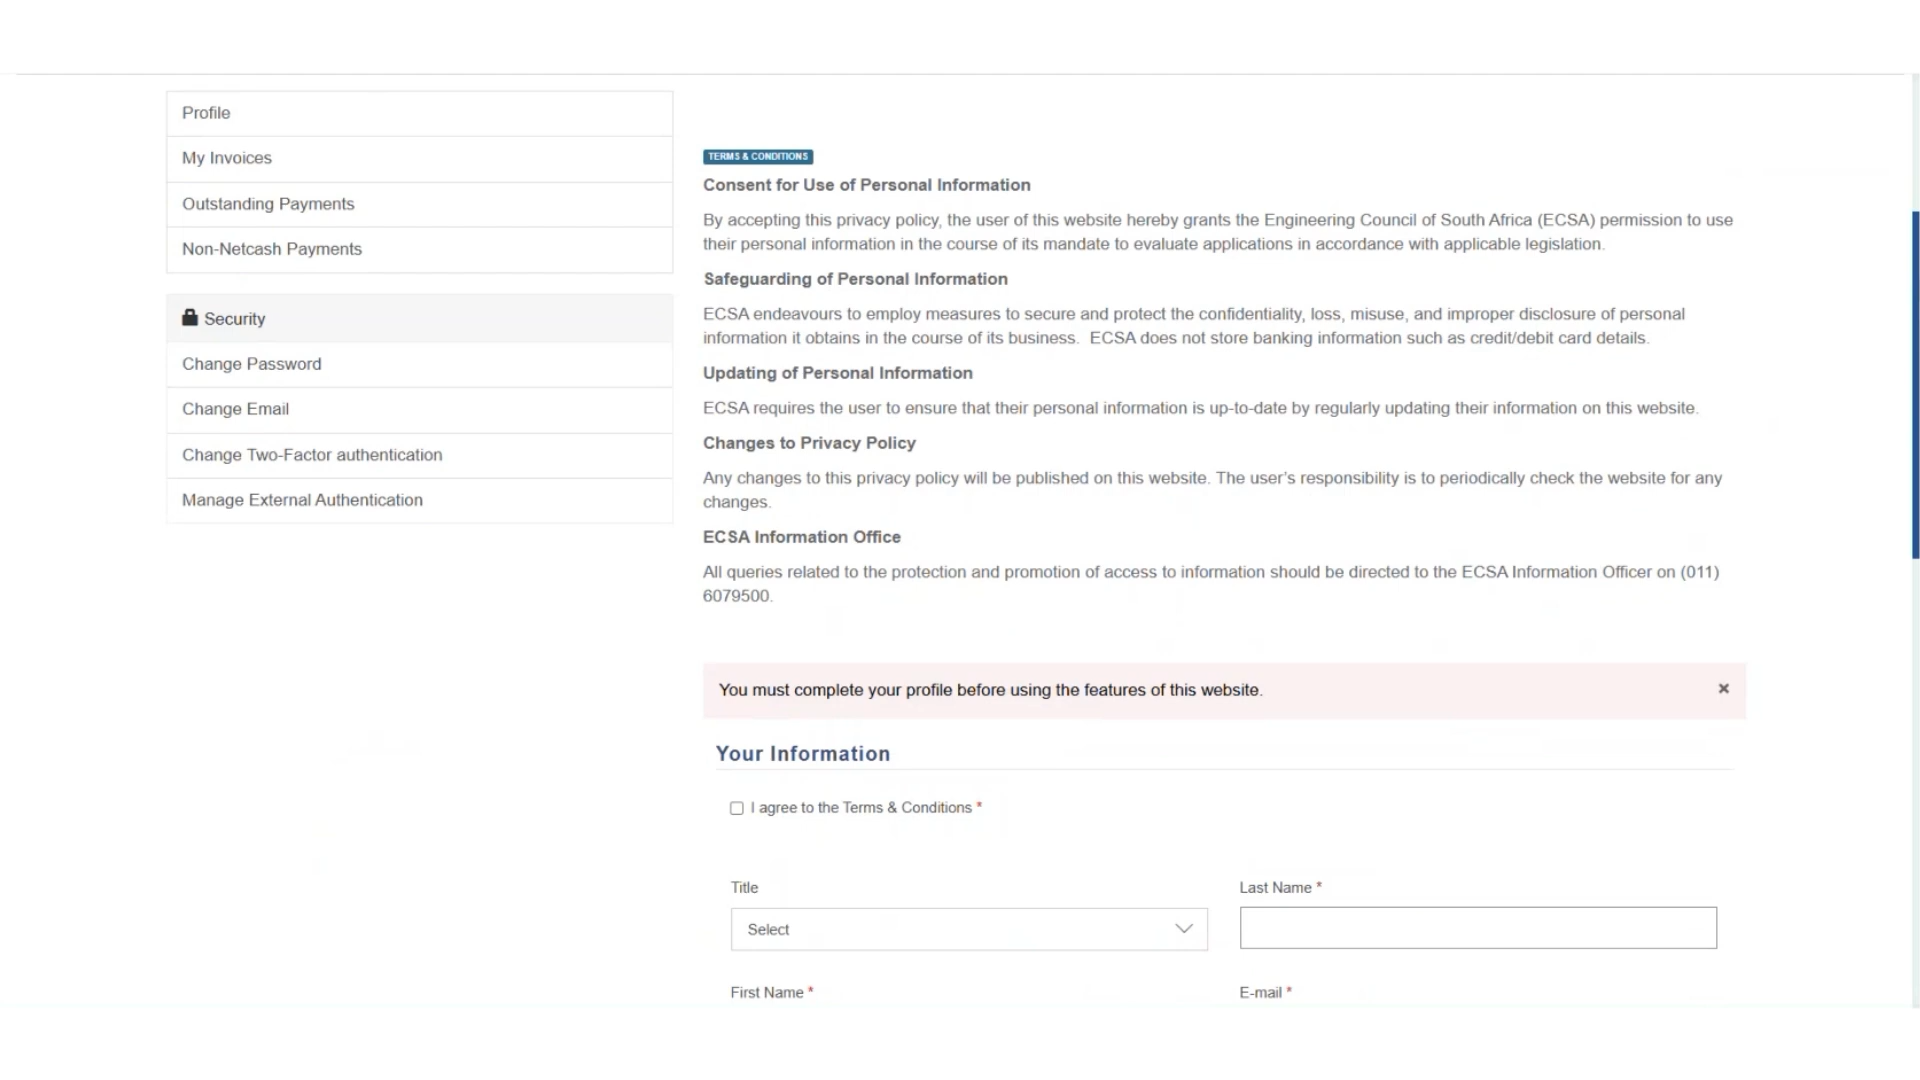 Profile
My Invoices
Outstanding Payments
Non-Netcash Payments
Security
Change Password
Change Email
Change Two-Factor authentication
Manage External Authentication
TERMS & CONDITIONS
Consent for Use of Personal Information
By accepting this privacy policy, the user of this website hereby grants the Engineering Council of South Africa (ECSA) permission to use
their personal information in the course of its mandate to evaluate applications in accordance with applicable legislation.
Safeguarding of Personal Information
ECSA endeavours to employ measures to secure and protect the confidentiality, loss, misuse, and improper disclosure of personal
information it obtains in the course of its business.  ECSA does not store banking information such as credit/debit card details.
Updating of Personal Information
ECSA requires the user to ensure that their personal information is up-to-date by regularly updating their information on this website.
Changes to Privacy Policy
Any changes to this privacy policy will be published on this website. The user’s responsibility is to periodically check the website for any
changes.
ECSA Information Office
All queries related to the protection and promotion of access to information should be directed to the ECSA Information Officer on (011)
6079500.
You must complete your profile before using the features of this website. ×
Your Information
I agree to the Terms & Conditions *
Title
Last Name *
Select
First Name *
E-mail *